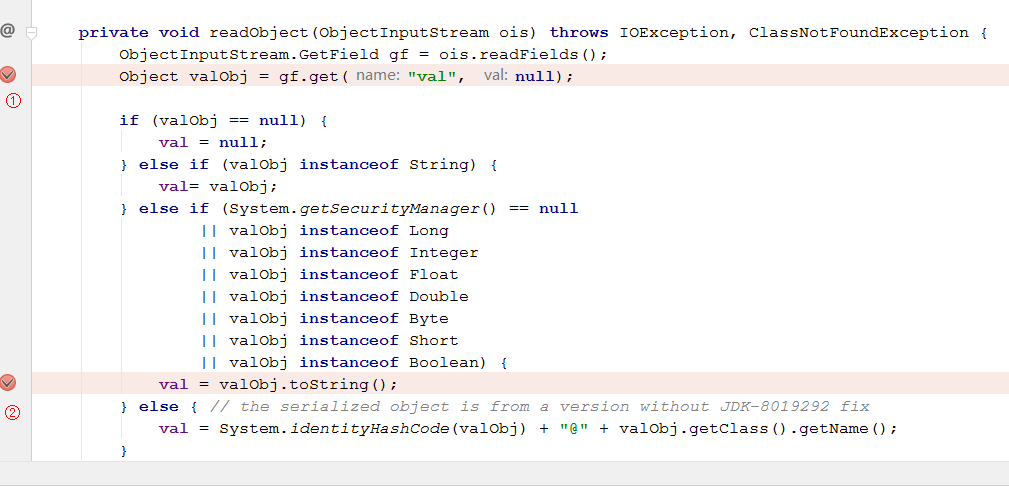 @ private void readObject(ObjectInputStream ois) throws IOException, ClassNotFoundException {
ObjectInputStream.GetField gf = ois.readFields();
Object valObj = gf.get( name: "val", val: null);
①
if (valObj == null) {
val = null;
} else if (valObj instanceof String) {
val= valObj;
} else if (System.getSecurityManager() == null
|| valObj instanceof Long
|| valObj instanceof Integer
|| valObj instanceof Float
|| valObj instanceof Double
|| valObj instanceof Byte
|| valObj instanceof Short
|| valObj instanceof Boolean) {
val = valObj.toString();
② } else { // the serialized object is from a version without JDK-8019292 fix
val = System.identityHashCode(valObj) + "@" + valObj.getClass().getName();
}